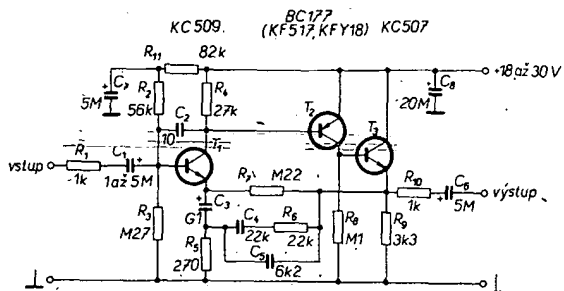 KC509 BC177 KC507
(KF517, KFY18)
R11 82k
C7 5M
R2 56k
R4 27k
C2 10
T1
T2
T3
C8 20M
+18 až 30 V
vstup
R1 1k
C1 1 až 5M
R7 M22
R10 1k
C6 5M
výstup
R3 M27
C3 G1
C4 22k
R6 22k
R5 270
C5 6k2
R8 M1
R9 3k3